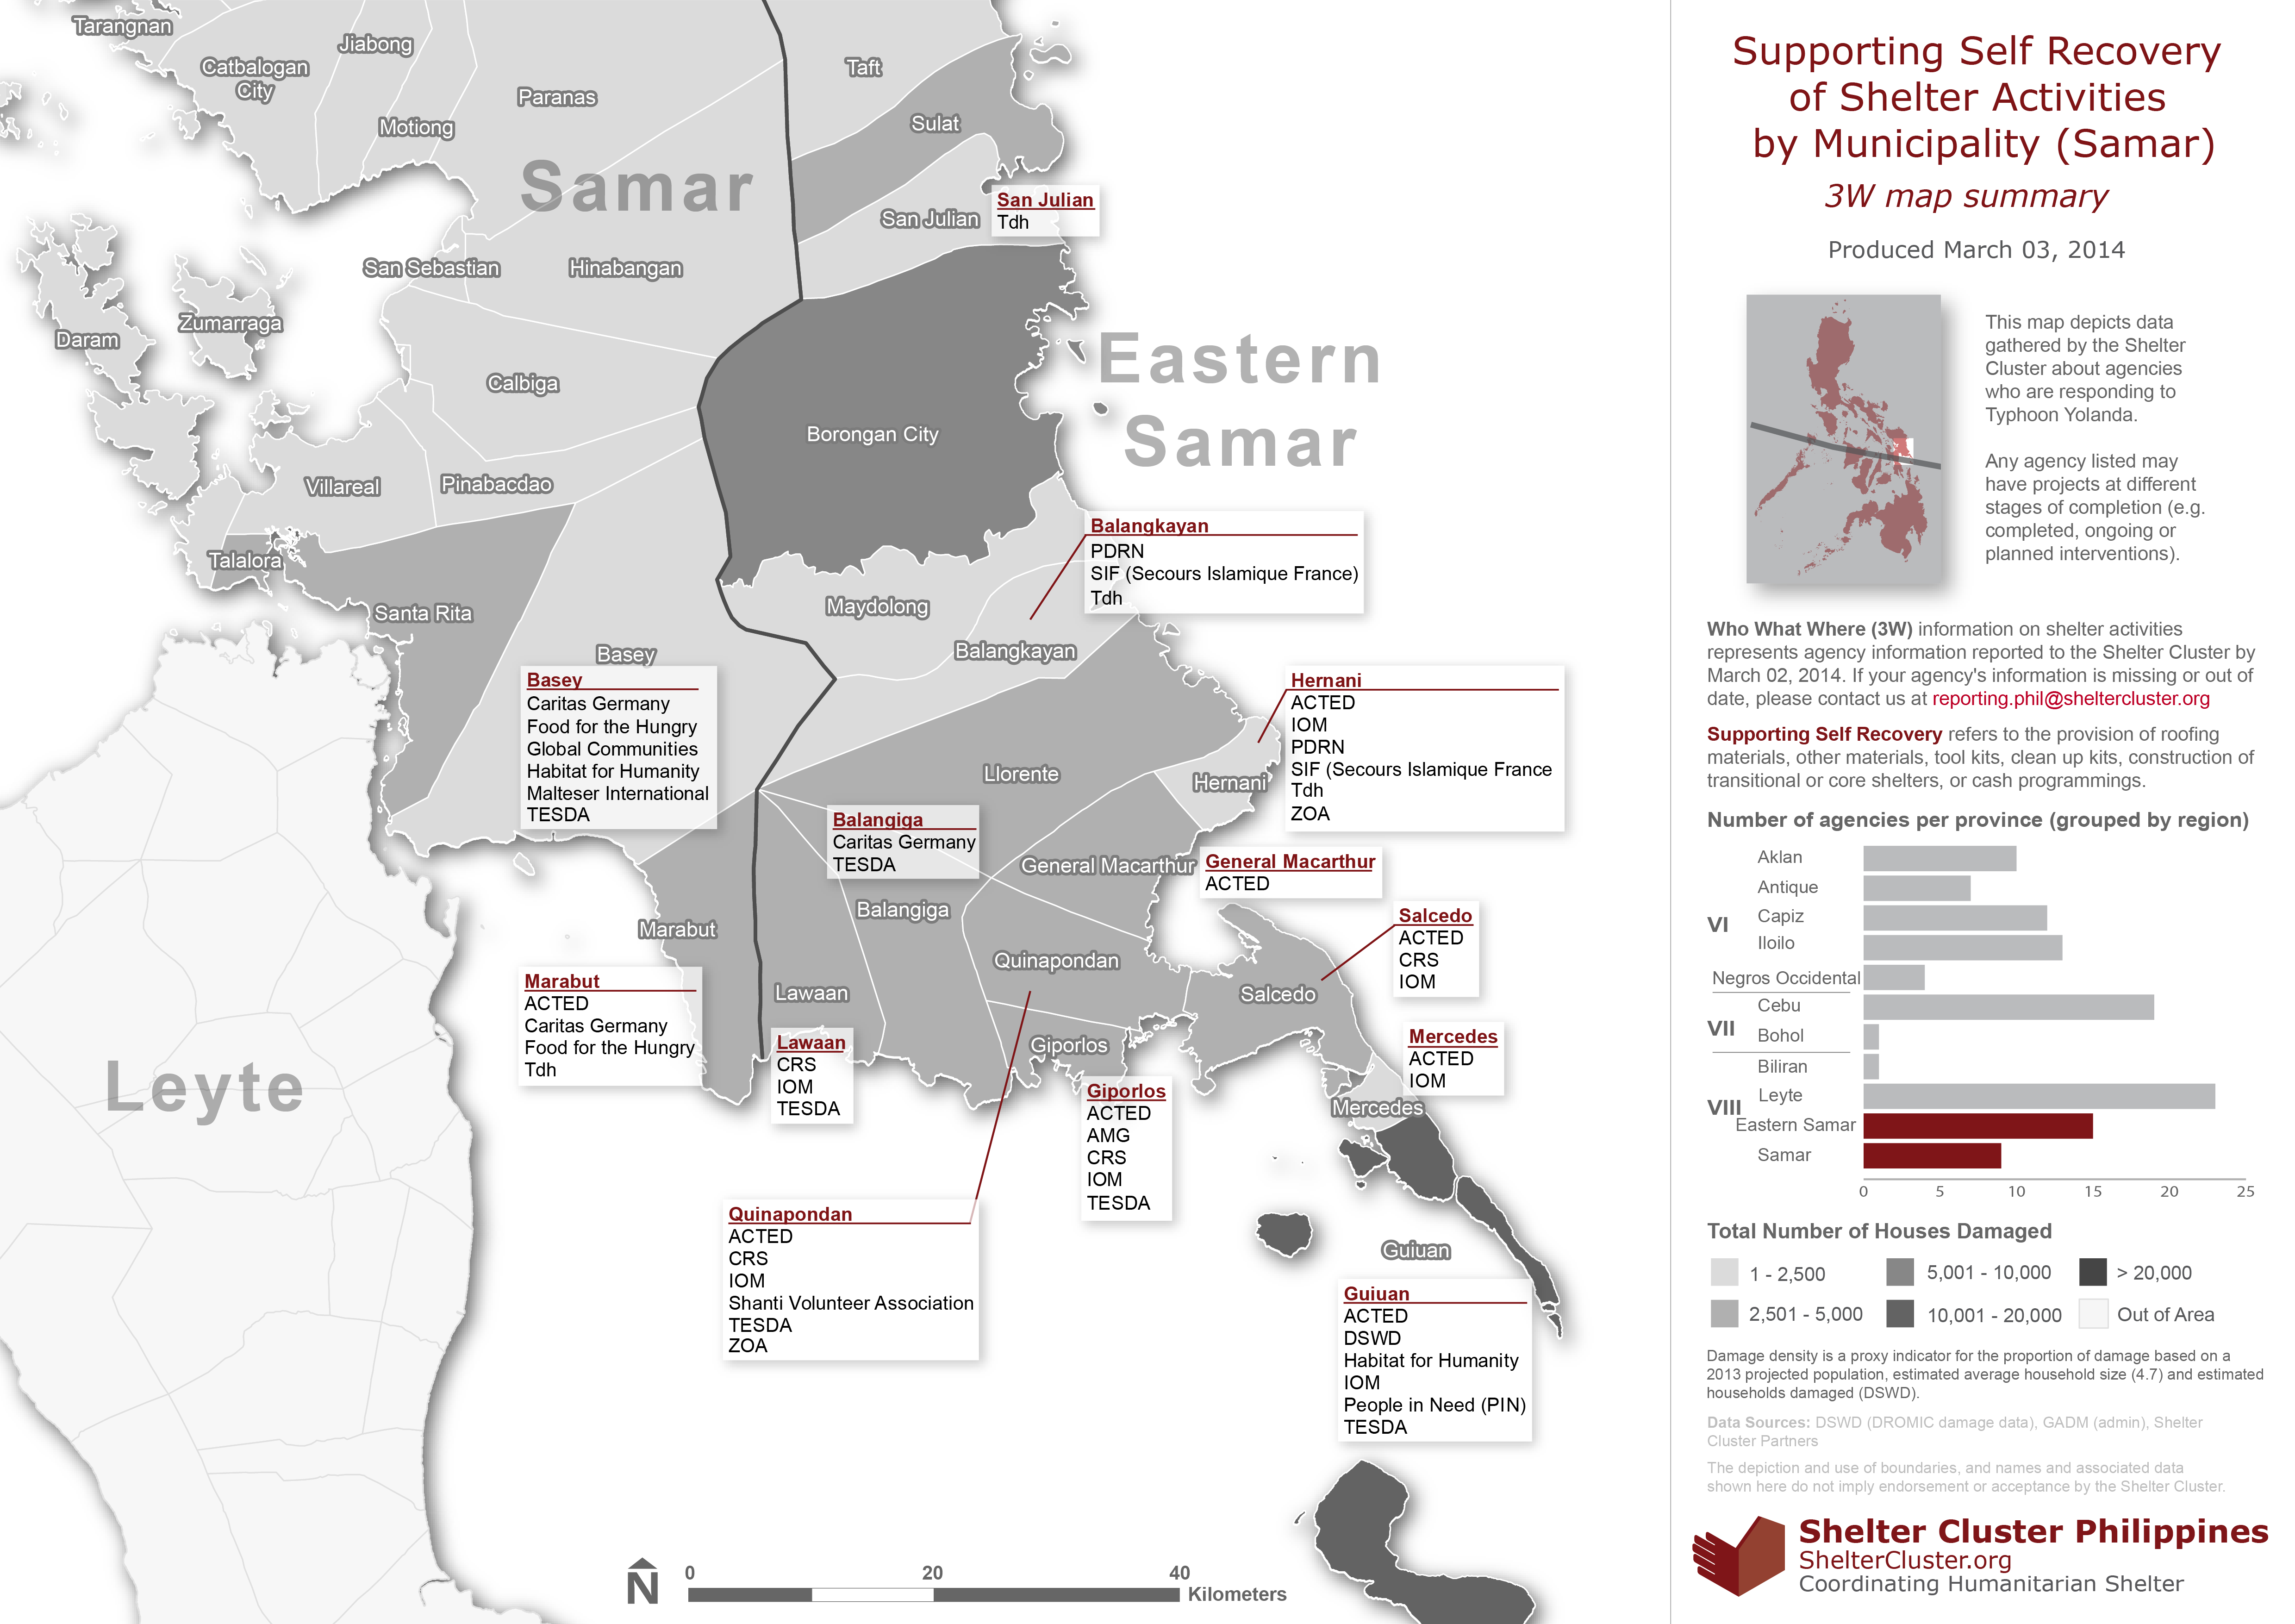 Tarangnan
Jiabong
Catbalogan
City
Motiong
Paranas
Taft
Sulat
Samar
San Julian
San Julian
Tdh
San Sebastian
Hinabangan
Daram
Zumarraga
Calbiga
Eastern
Samar
Borongan City
Villareal
Pinabacdao
Talalora
Santa Rita
Basey
Maydolong
Balangkayan
Balangkayan
PDRN
SIF (Secours Islamique France)
Tdh
Basey
Caritas Germany
Food for the Hungry
Global Communities
Habitat for Humanity
Malteser International
TESDA
Hernani
ACTED
IOM
PDRN
SIF (Secours Islamique France
Tdh
ZOA
Llorente
Hernani
Balangiga
Caritas Germany
TESDA
General Macarthur
General Macarthur
ACTED
Balangiga
Marabut
Quinapondan
Salcedo
ACTED
CRS
IOM
Marabut
ACTED
Caritas Germany
Food for the Hungry
Tdh
Lawaan
Salcedo
Lawaan
CRS
IOM
TESDA
Giporlos
Mercedes
ACTED
IOM
Leyte
Giporlos
ACTED
AMG
CRS
IOM
TESDA
Mercedes
Quinapondan
ACTED
CRS
IOM
Shanti Volunteer Association
TESDA
ZOA
Guiuan
Guiuan
ACTED
DSWD
Habitat for Humanity
IOM
People in Need (PIN)
TESDA
N
0 20 40
Kilometers
Supporting Self Recovery
of Shelter Activities
by Municipality (Samar)
3W map summary
Produced March 03, 2014
This map depicts data
gathered by the Shelter
Cluster about agencies
who are responding to
Typhoon Yolanda.
Any agency listed may
have projects at different
stages of completion (e.g.
completed, ongoing or
planned interventions).
Who What Where (3W) information on shelter activities
represents agency information reported to the Shelter Cluster by
March 02, 2014. If your agency's information is missing or out of
date, please contact us at reporting.phil@sheltercluster.org
Supporting Self Recovery refers to the provision of roofing
materials, other materials, tool kits, clean up kits, construction of
transitional or core shelters, or cash programmings.
Number of agencies per province (grouped by region)
Aklan
Antique
VI
Capiz
Iloilo
Negros Occidental
Cebu
VII
Bohol
Biliran
Leyte
VIII
Eastern Samar
Samar
0 5 10 15 20 25
Total Number of Houses Damaged
1 - 2,500
5,001 - 10,000
> 20,000
2,501 - 5,000
10,001 - 20,000
Out of Area
Damage density is a proxy indicator for the proportion of damage based on a
2013 projected population, estimated average household size (4.7) and estimated
households damaged (DSWD).
Data Sources: DSWD (DROMIC damage data), GADM (admin), Shelter
Cluster Partners
The depiction and use of boundaries, and names and associated data
shown here do not imply endorsement or acceptance by the Shelter Cluster.
Shelter Cluster Philippines
ShelterCluster.org
Coordinating Humanitarian Shelter